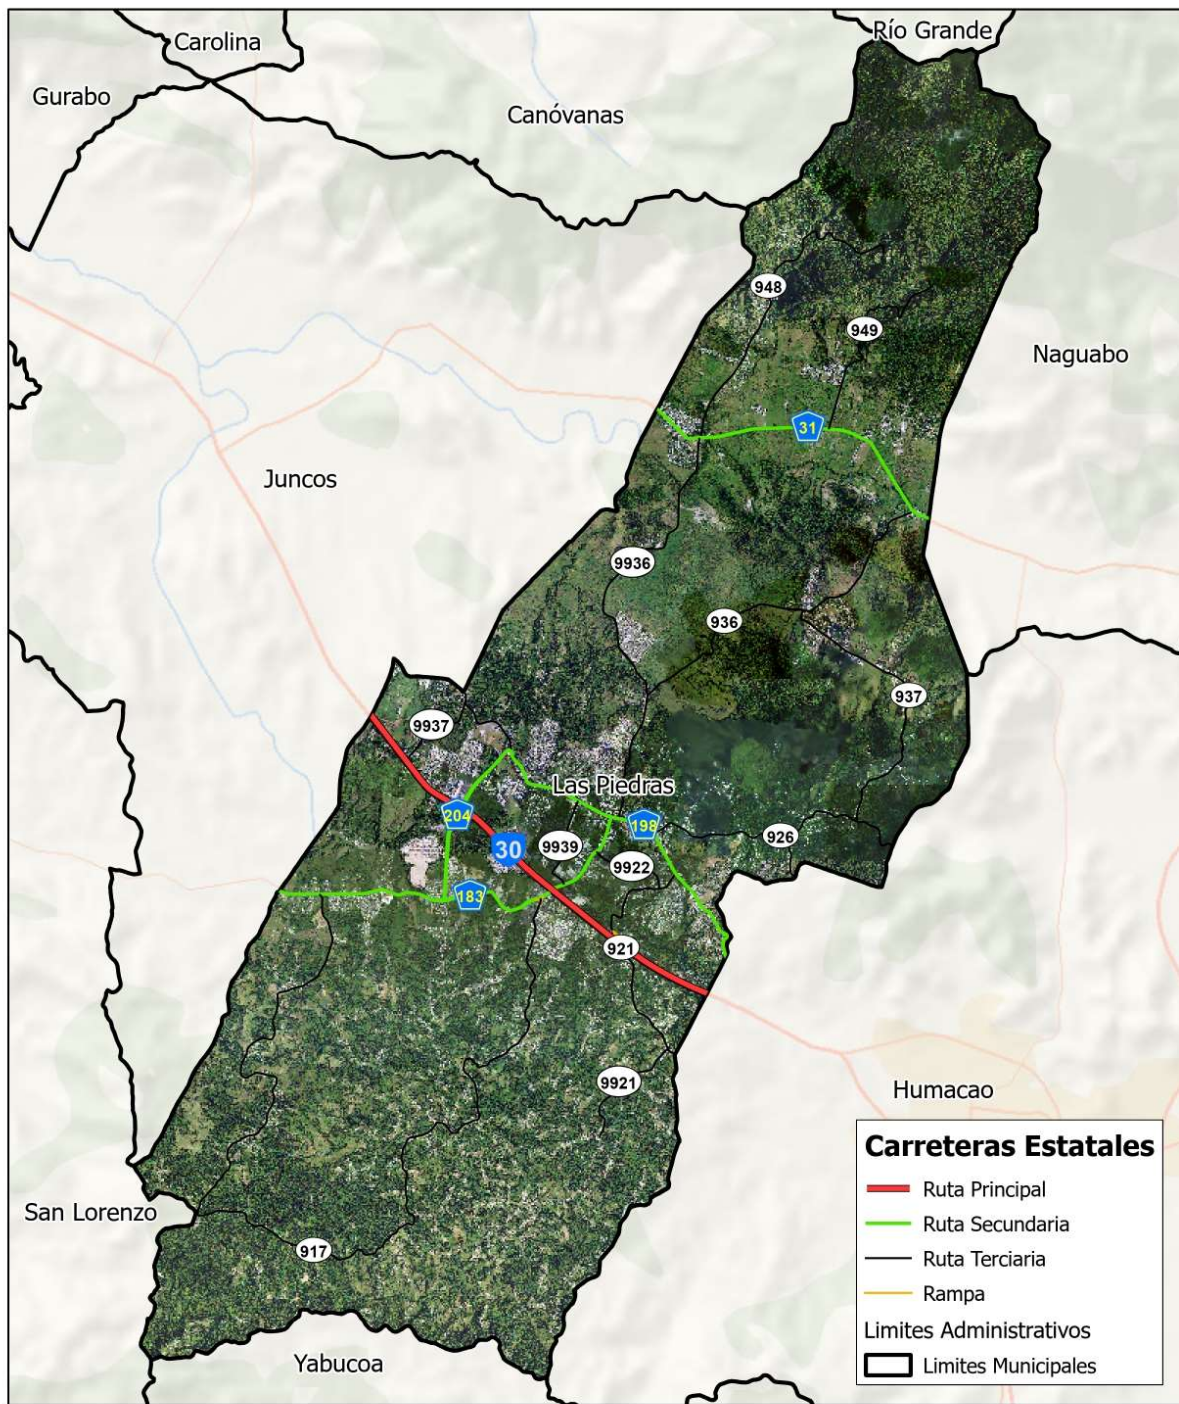 Río Grande
Carolina
Gurabo
Canóvanas
948
949
Naguabo
31
Juncos
9936
936
937
9937
Las Piedras
204
198
926
30
9939
9922
183
921
9921
Humacao
Carreteras Estatales
Ruta Principal
Ruta Secundaria
Ruta Terciaria
Rampa
Limites Administrativos
Limites Municipales
San Lorenzo
917
Yabucoa